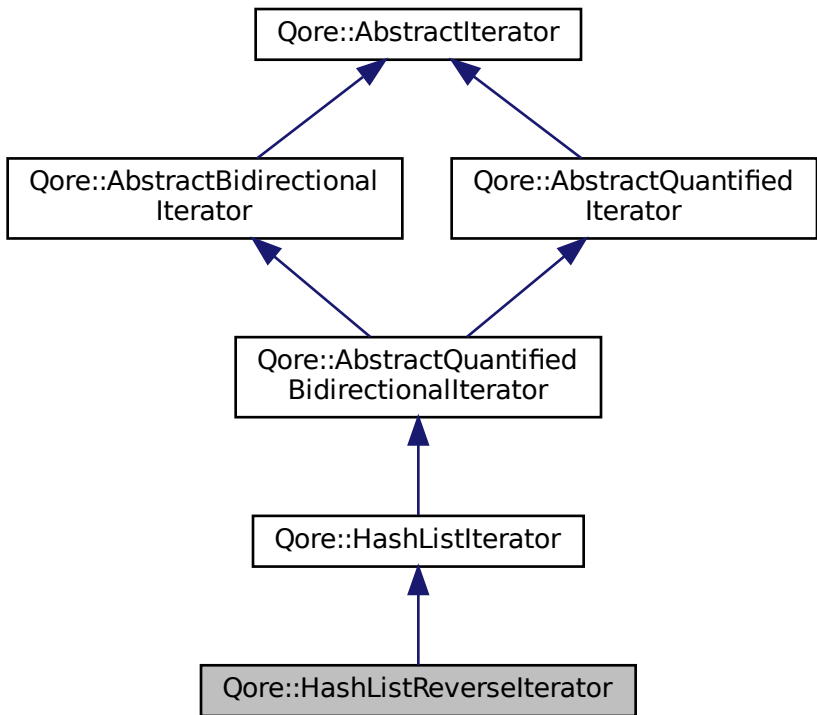 Qore::AbstractIterator
Qore::AbstractBidirectional
Iterator
Qore::AbstractQuantified
Iterator
Qore::AbstractQuantified
BidirectionalIterator
Qore::HashListIterator
Qore::HashListReverseIterator